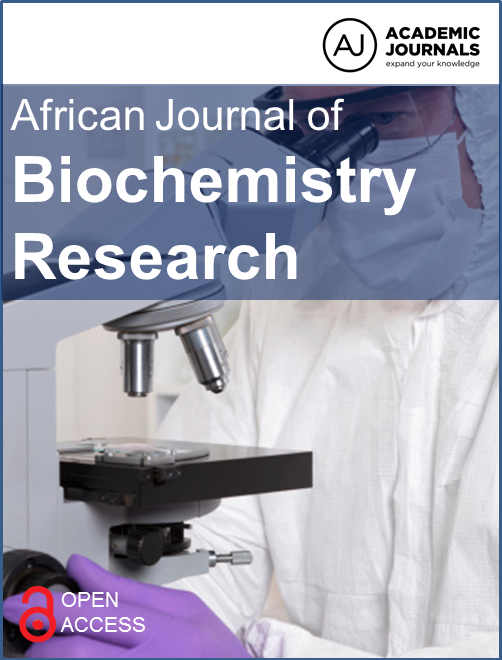 AJ
ACADEMIC
JOURNALS
expand your knowledge
African Journal of
Biochemistry
Research
OPEN
ACCESS